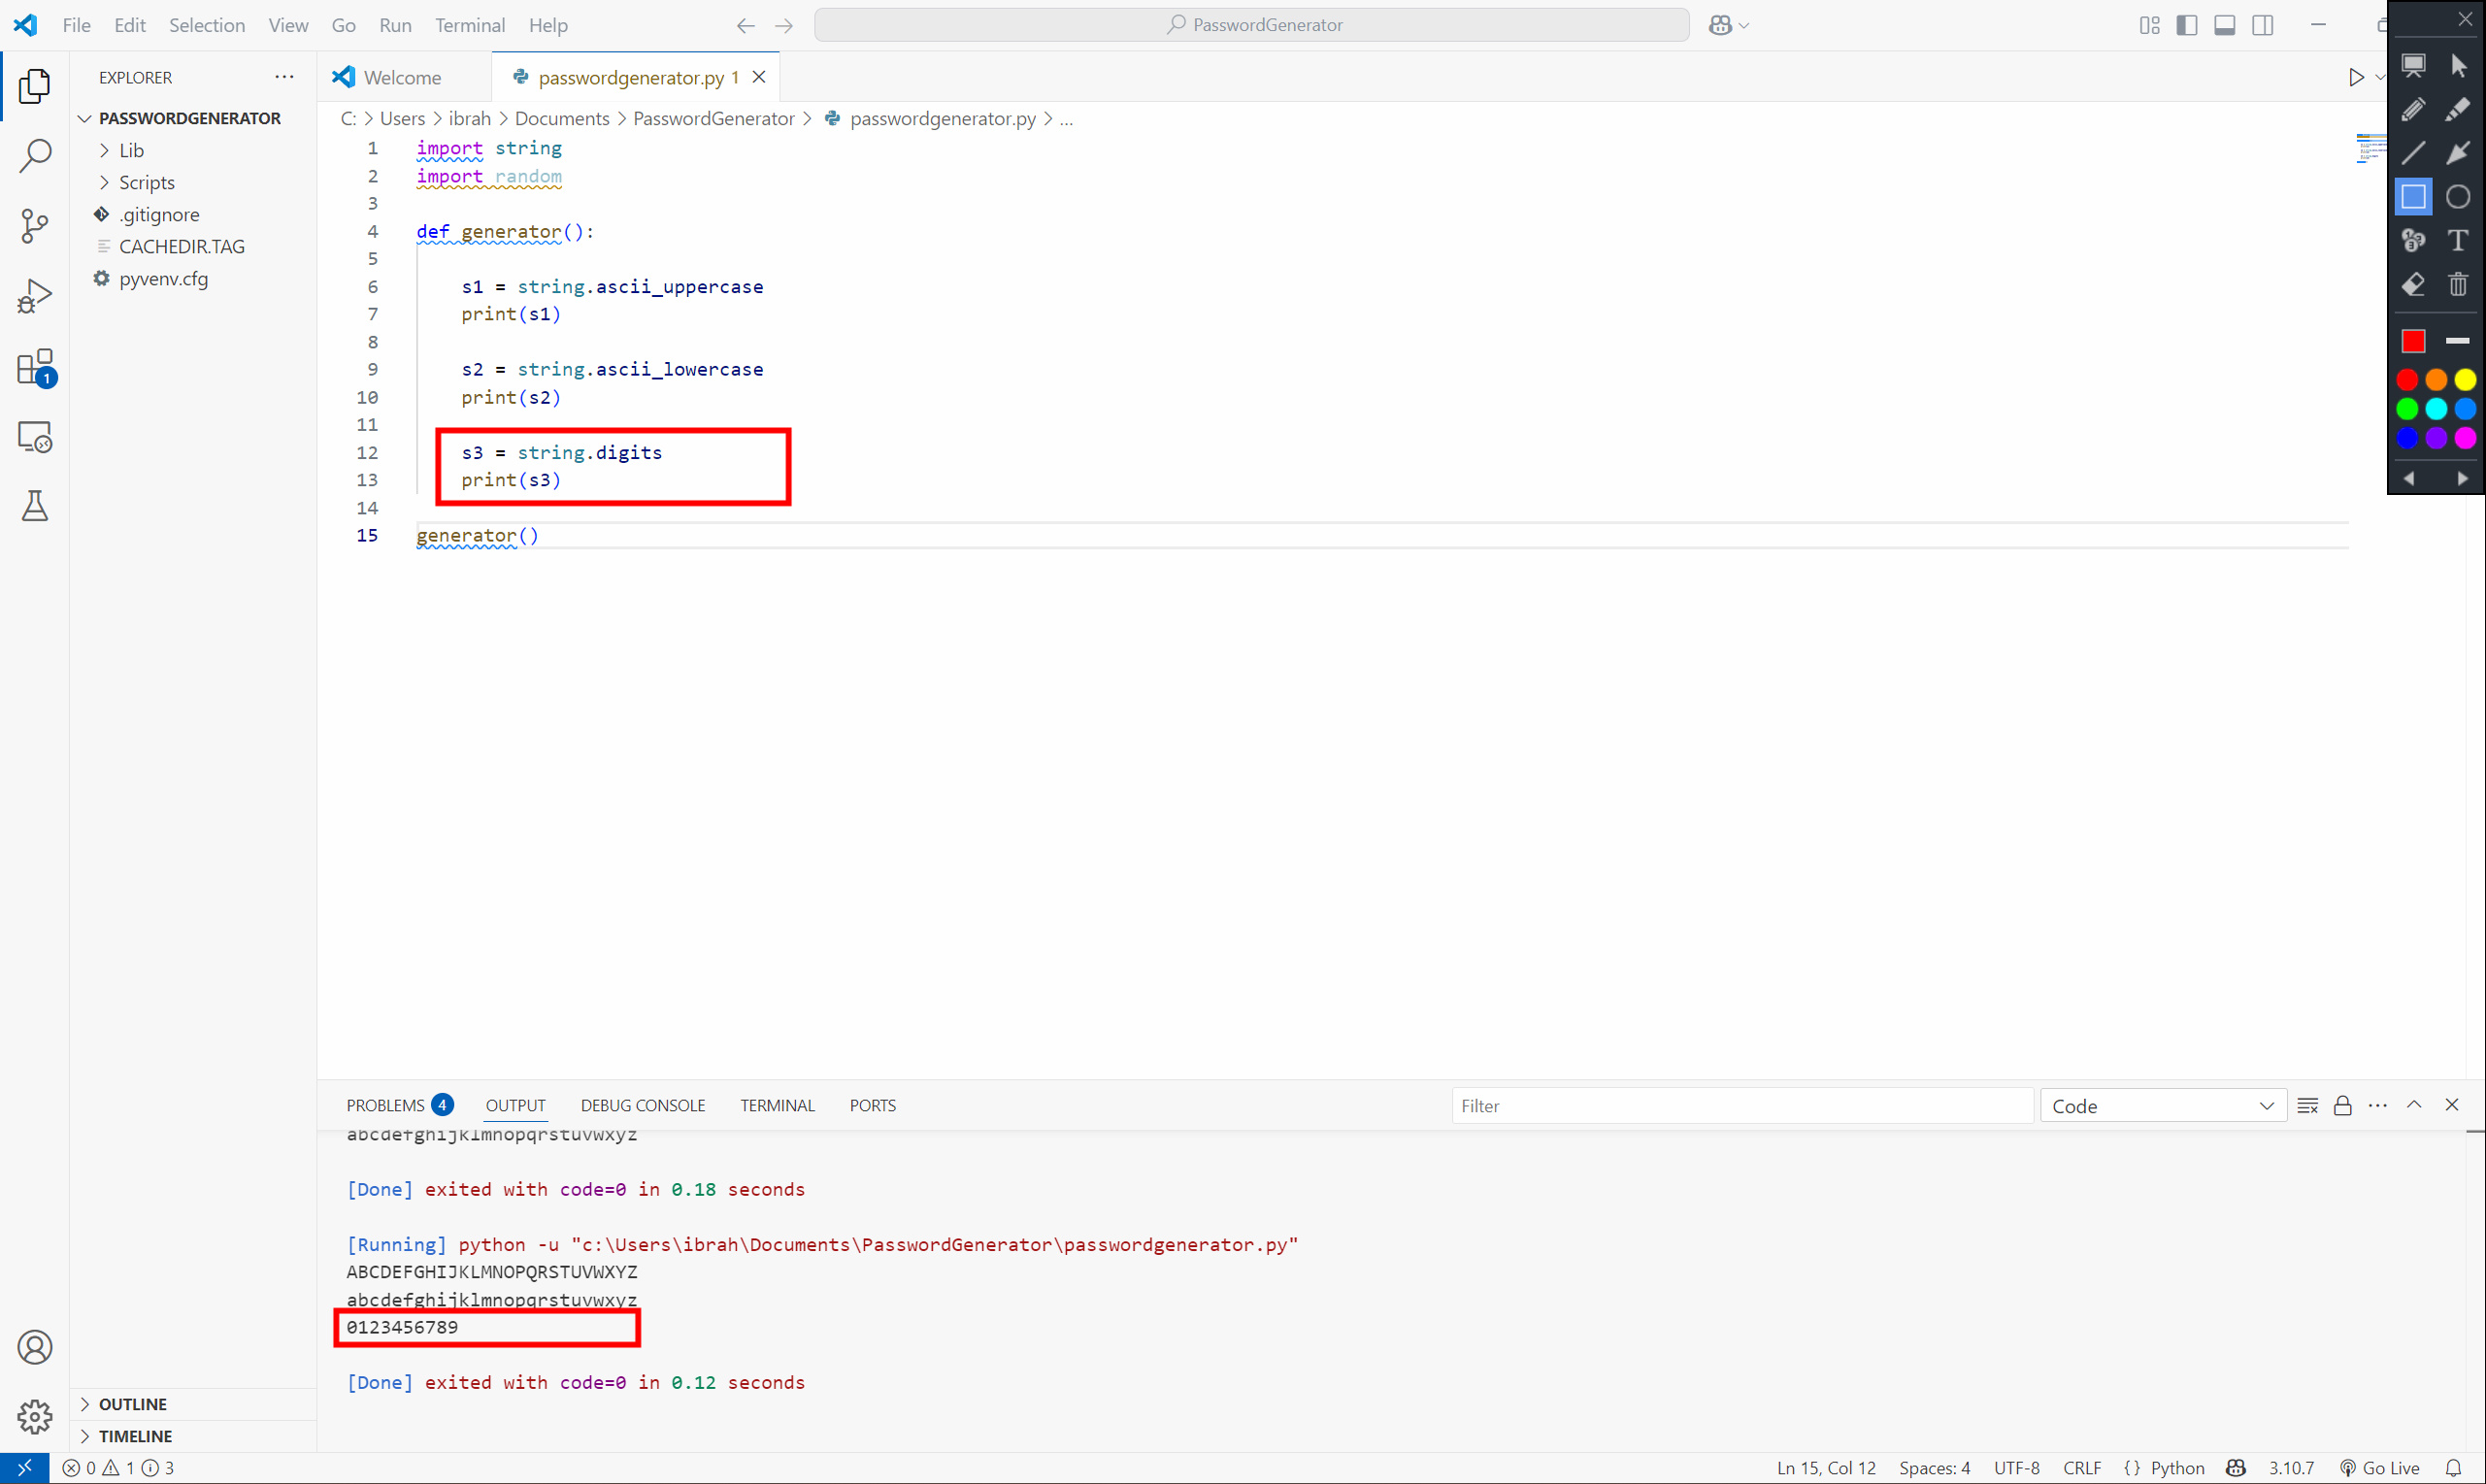 File Edit Selection View Go Run Terminal Help
PasswordGenerator
EXPLORER
Welcome
passwordgenerator.py 1
PASSWORDGENERATOR
C: > Users > ibrah > Documents > PasswordGenerator > passwordgenerator.py > ...
Lib
Scripts
.gitignore
CACHEDIR.TAG
pyvenv.cfg
1 import string
2 import random
3
4 def generator():
5
6 s1 = string.ascii_uppercase
7 print(s1)
8
9 s2 = string.ascii_lowercase
10 print(s2)
11
12 s3 = string.digits
13 print(s3)
14
15 generator()
1
T
PROBLEMS 4 OUTPUT DEBUG CONSOLE TERMINAL PORTS
Filter
Code
abcdefghijklmnopqrstuvwxyz
[Done] exited with code=0 in 0.18 seconds
[Running] python -u "c:\Users\ibrah\Documents\PasswordGenerator\passwordgenerator.py"
ABCDEFGHIJKLMNOPQRSTUVWXYZ
abcdefghijklmnopqrstuvwxyz
0123456789
[Done] exited with code=0 in 0.12 seconds
OUTLINE
TIMELINE
0 1 3
Ln 15, Col 12 Spaces: 4 UTF-8 CRLF {} Python 3.10.7 Go Live